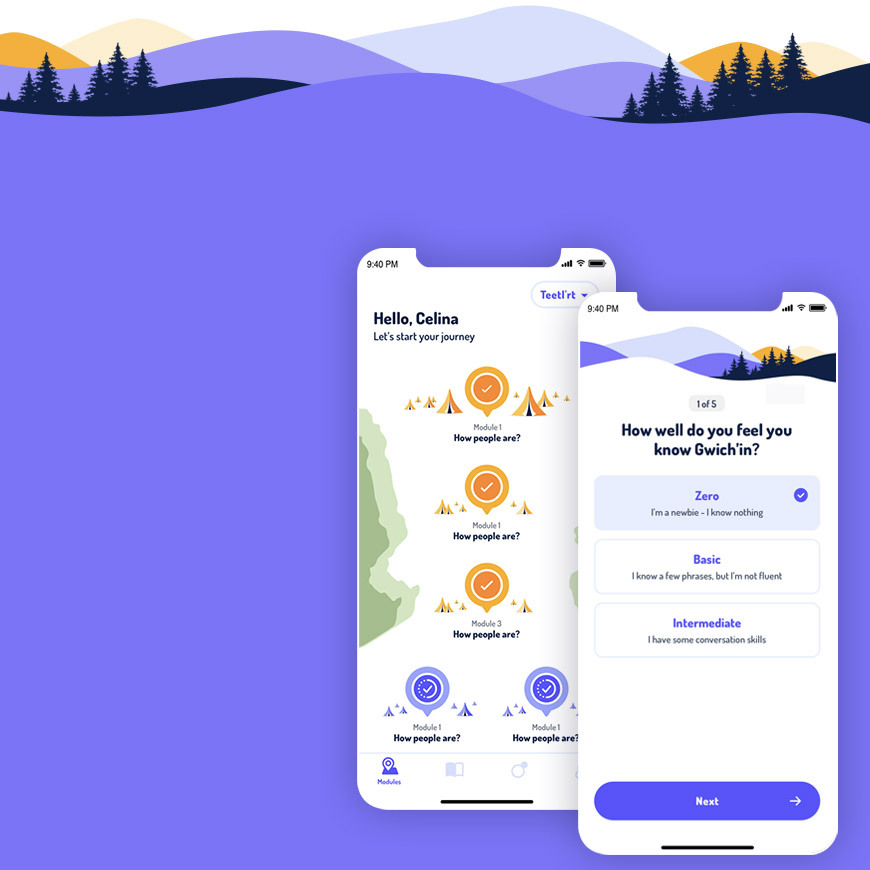 9:40 PM
Teetł'ıt
Hello, Celina
Let's start your journey
Module 1
How people are?
Module 1
How people are?
Module 3
How people are?
Module 1
How people are?
Module 1
How people are?
Modules
9:40 PM
1 of 5
How well do you feel you
know Gwich'in?
Zero
I'm a newbie - I know nothing
Basic
I know a few phrases, but I'm not fluent
Intermediate
I have some conversation skills
Next